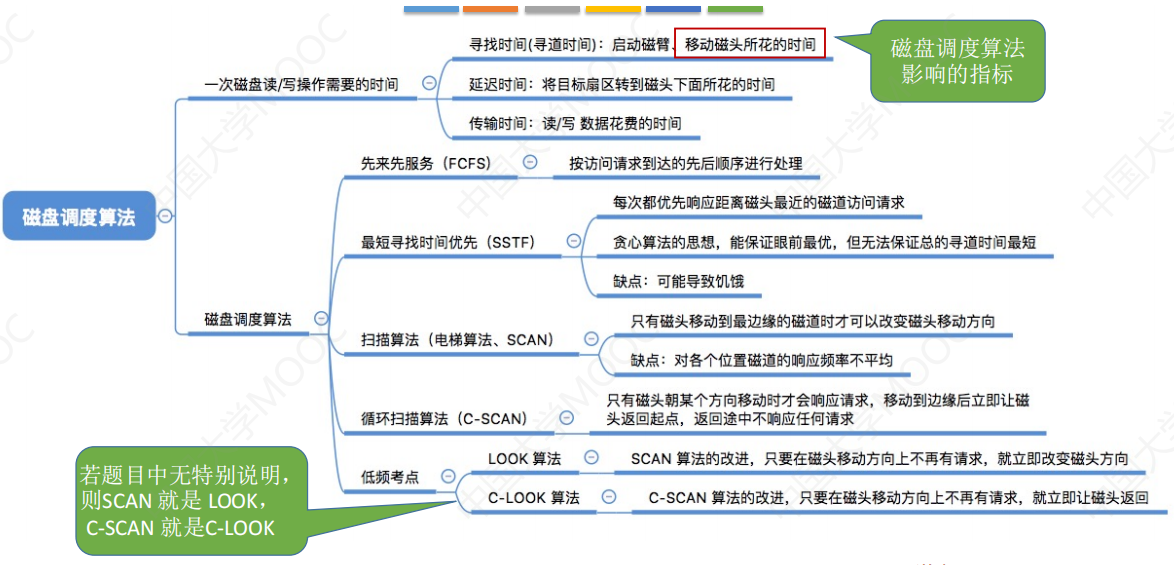 寻找时间(寻道时间)：启动磁臂、移动磁头所花的时间
磁盘调度算法
影响的指标
一次磁盘读/写操作需要的时间
延迟时间：将目标扇区转到磁头下面所花的时间
传输时间：读/写 数据花费的时间
先来先服务（FCFS）
按访问请求到达的先后顺序进行处理
磁盘调度算法
每次都优先响应距离磁头最近的磁道访问请求
最短寻找时间优先（SSTF）
贪心算法的思想，能保证眼前最优，但无法保证总的寻道时间最短
缺点：可能导致饥饿
磁盘调度算法
只有磁头移动到最边缘的磁道时才可以改变磁头移动方向
扫描算法（电梯算法、SCAN）
缺点：对各个位置磁道的响应频率不平均
只有磁头朝某个方向移动时才会响应请求，移动到边缘后立即让磁
头返回起点，返回途中不响应任何请求
循环扫描算法（C-SCAN）
低频考点
LOOK 算法
SCAN 算法的改进，只要在磁头移动方向上不再有请求，就立即改变磁头方向
C-LOOK 算法
C-SCAN 算法的改进，只要在磁头移动方向上不再有请求，就立即让磁头返回
若题目中无特别说明，
则SCAN 就是 LOOK，
C-SCAN 就是C-LOOK
中国大学MOOC